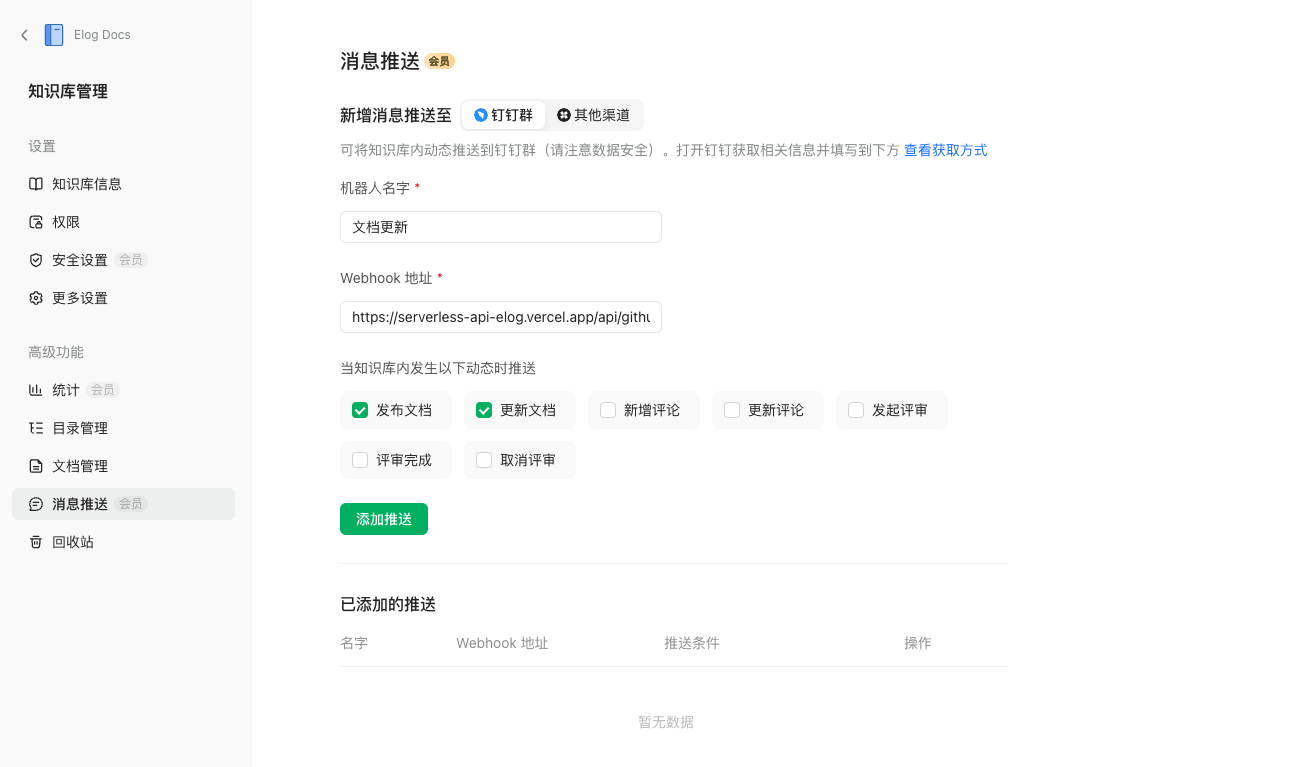 Elog Docs
知识库管理
设置
知识库信息
权限
安全设置 会员
更多设置
高级功能
统计 会员
目录管理
文档管理
消息推送 会员
回收站
消息推送 会员
新增消息推送至 钉钉群 其他渠道
可将知识库内动态推送到钉钉群（请注意数据安全）。打开钉钉获取相关信息并填写到下方 查看获取方式
机器人名字 *
文档更新
Webhook 地址 *
https://serverless-api-elog.vercel.app/api/githu
当知识库内发生以下动态时推送
发布文档 更新文档 新增评论 更新评论 发起评审
评审完成 取消评审
添加推送
已添加的推送
名字 Webhook 地址 推送条件 操作
暂无数据